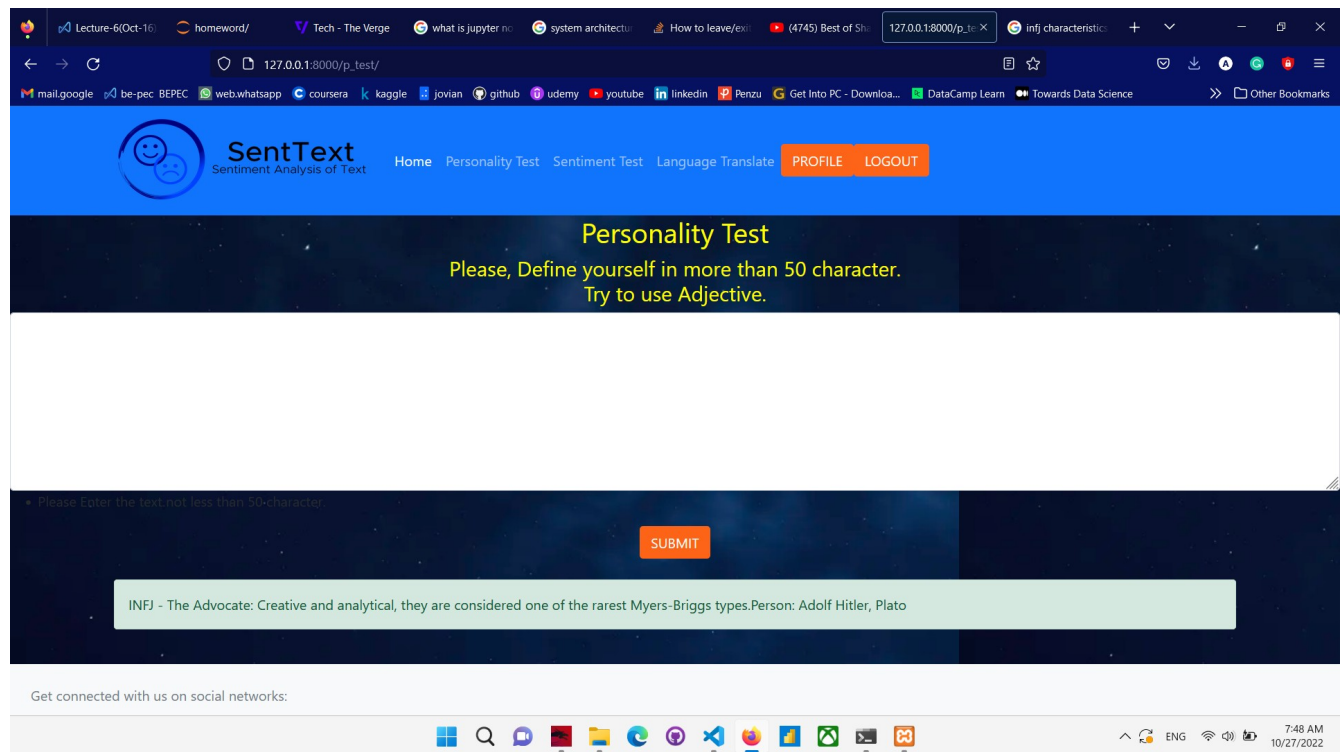 Lecture-6(Oct-16)
homeword/
Tech - The Verge
what is jupyter no
system architectu
How to leave/exi
(4745) Best of Sha
127.0.0.1:8000/p_te
infj characteristics
127.0.0.1:8000/p_test/
mail.google
be-pec BEPEC
web.whatsapp
coursera
kaggle
jovian
github
udemy
youtube
linkedin
Penzu
Get Into PC - Downloa...
DataCamp Learn
Towards Data Science
Other Bookmarks
SentText
Sentiment Analysis of Text
Home
Personality Test
Sentiment Test
Language Translate
PROFILE
LOGOUT
Personality Test
Please, Define yourself in more than 50 character.
Try to use Adjective.
Please Enter the text not less than 50 character.
SUBMIT
INFJ - The Advocate: Creative and analytical, they are considered one of the rarest Myers-Briggs types.Person: Adolf Hitler, Plato
Get connected with us on social networks:
ENG
7:48 AM
10/27/2022